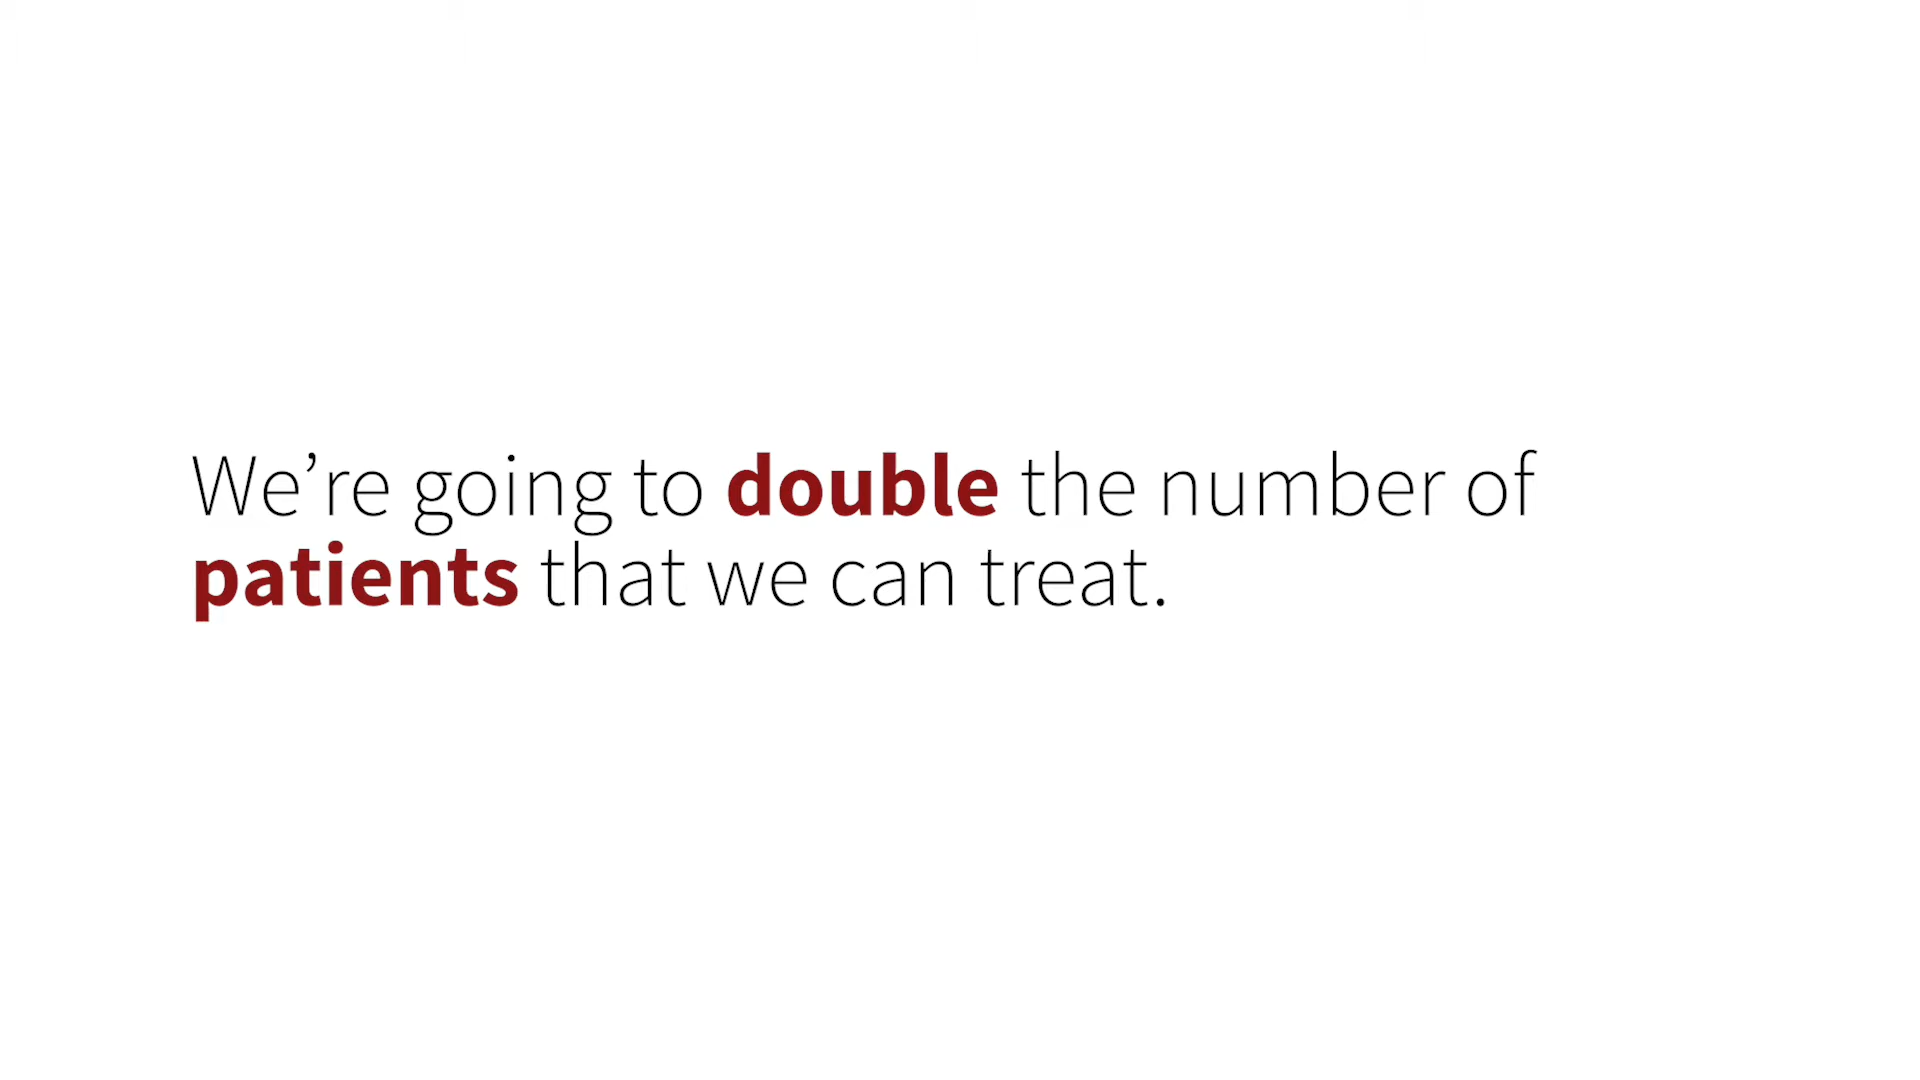 We’re going to double the number of
patients that we can treat.